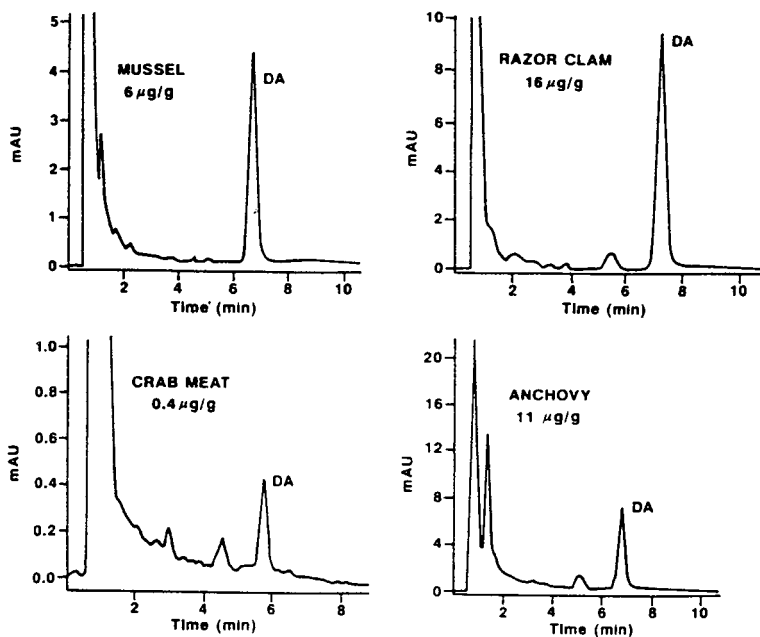 5
4
3
2
1
0
mAU
MUSSEL
6 µg/g
DA
2 4 6 8 10
Time' (min)
10
8
6
4
2
0
mAU
RAZOR CLAM
16 µg/g
DA
2 4 6 8 10
Time (min)
1.0
0.8
0.6
0.4
0.2
0.0
mAU
CRAB MEAT
0.4 µg/g
DA
2 4 6 8
Time (min)
20
16
12
8
4
0
mAU
ANCHOVY
11 µg/g
DA
2 4 6 8 10
Time (min)